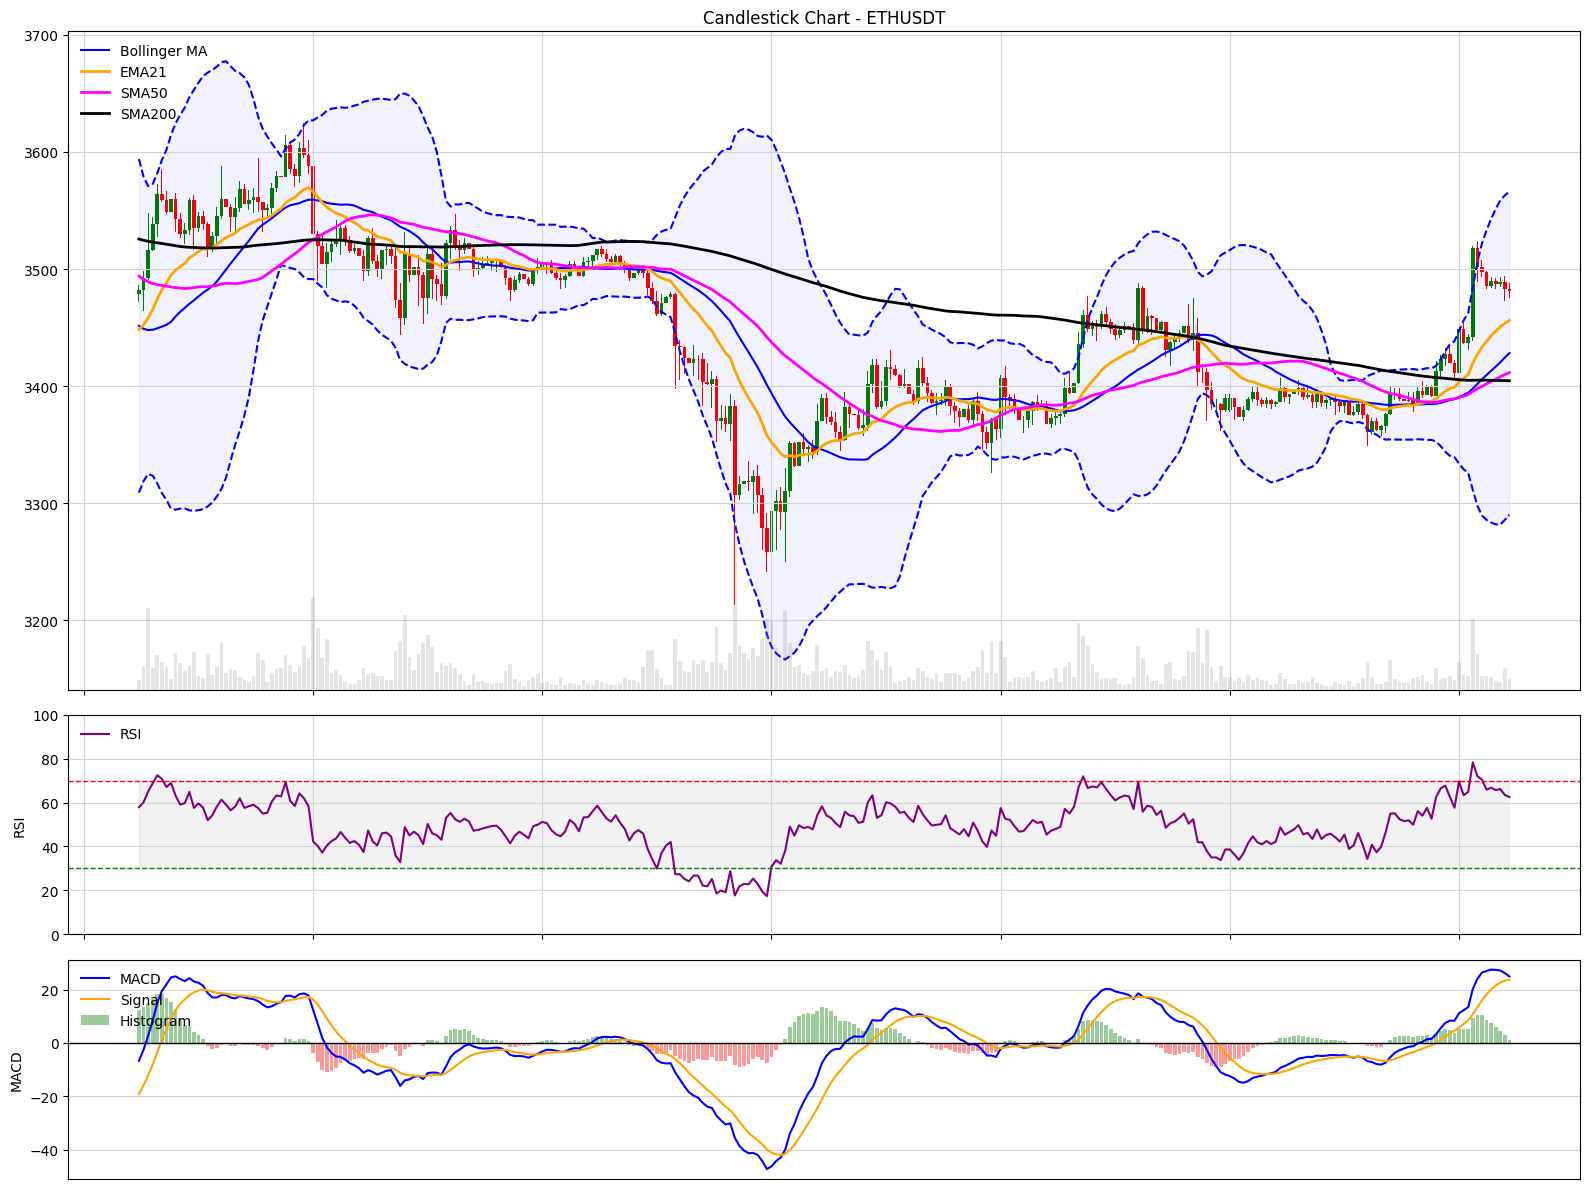 Candlestick Chart - ETHUSDT
3700
Bollinger MA
EMA21
SMA50
SMA200
3600
3500
3400
3300
3200
100
RSI
80
60
RSI
40
20
0
MACD
20
Signal
Histogram
0
MACD
−20
−40